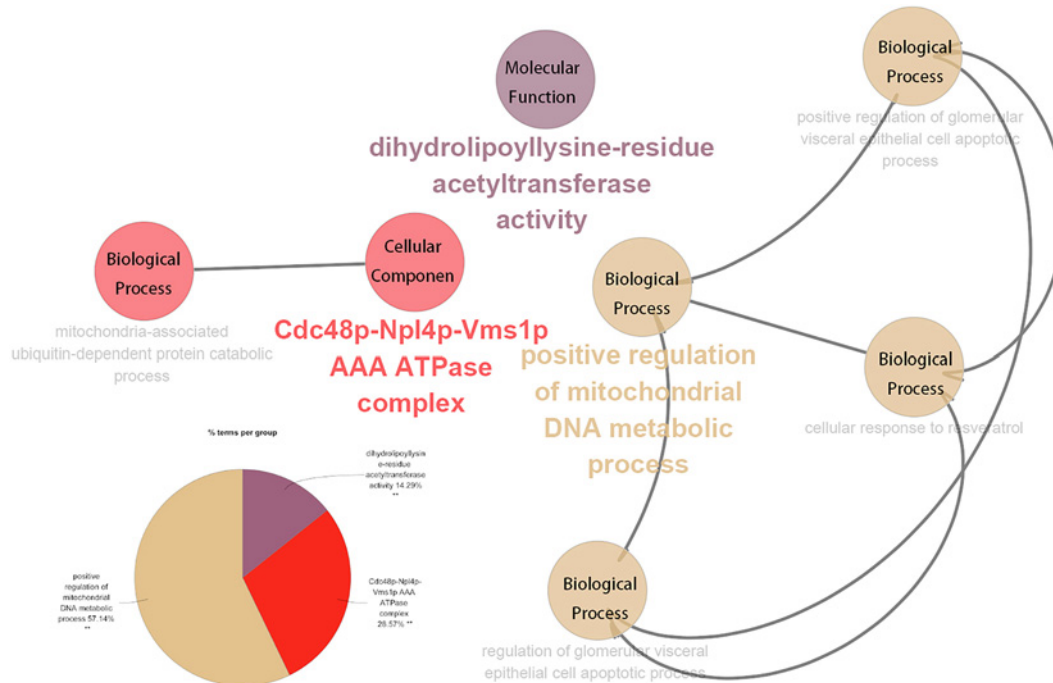 Molecular
Function
dihydrolipoyllysine-residue
acetyltransferase
activity
Biological
Process
positive regulation of glomerular
visceral epithelial cell apoptotic
process
Biological
Process
mitochondria-associated
ubiquitin-dependent protein catabolic
process
Cellular
Componen
Cdc48p-Npl4p-Vms1p
AAA ATPase
complex
Biological
Process
positive regulation
of mitochondrial
DNA metabolic
process
Biological
Process
cellular response to resveratrol
Biological
Process
regulation of glomerular visceral
epithelial cell apoptotic process
% terms per group
dihydrolipoyllysin
e-residue
acetyltransferase
activity 14.29%
**
positive
regulation of
mitochondrial
DNA metabolic
process 57.14%
**
Cdc48p-Npl4p-
Vms1p AAA
ATPase
complex
28.57% **